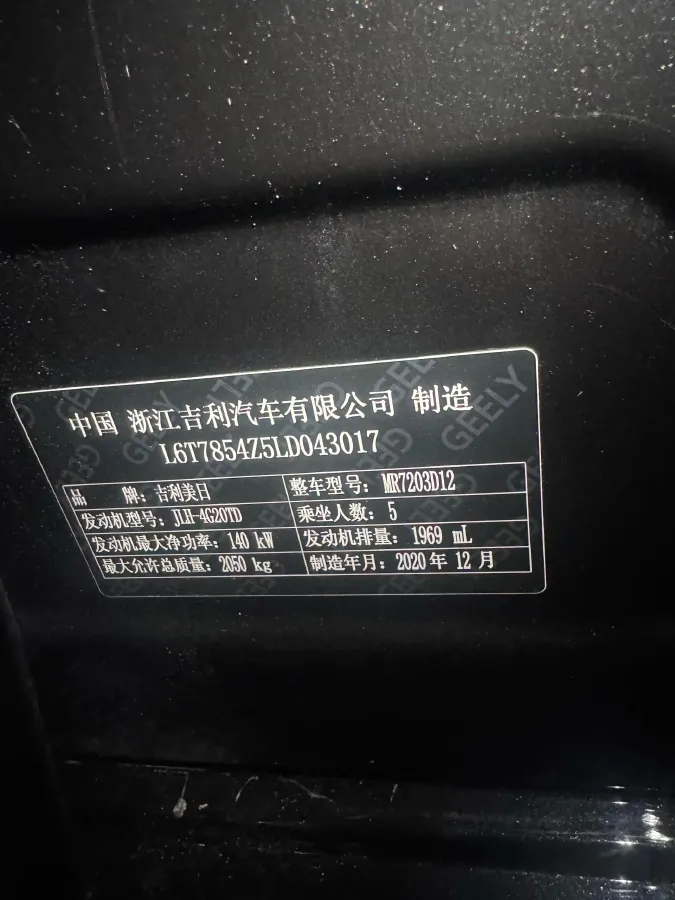 中国 浙江吉利汽车有限公司 制造
L6T7854Z5LD043017
品 牌：吉利美日 整车型号：MR7203D12
发动机型号：JLH-4G20TD 乘坐人数：5
发动机最大净功率：140 kW 发动机排量：1969 mL
最大允许总质量：2050 kg 制造年月：2020 年 12 月
GEELY
GEELY
GEELY